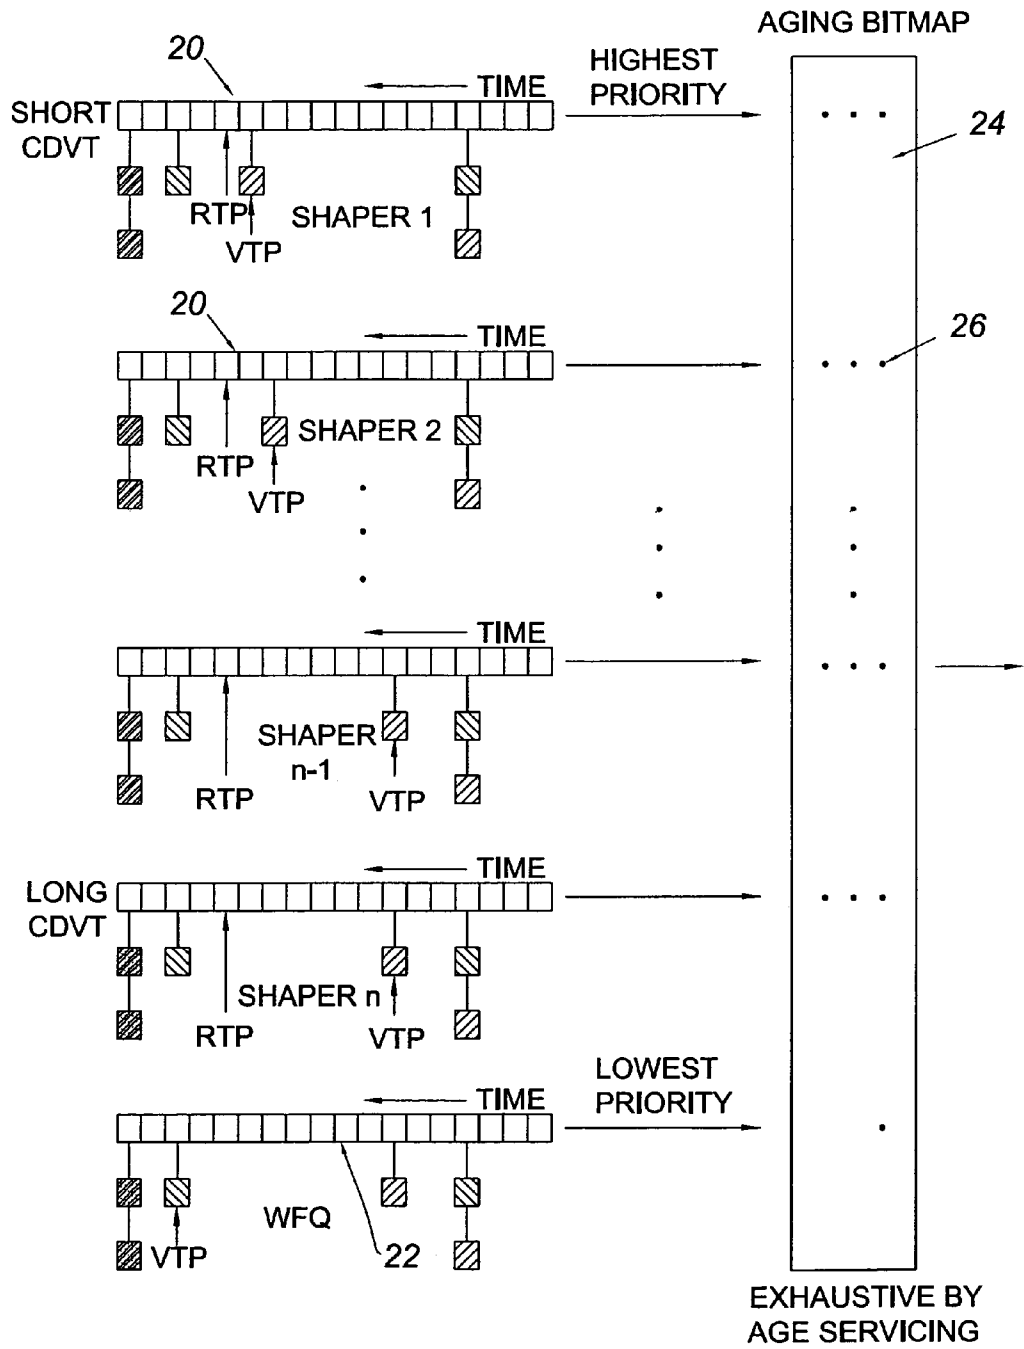 AGING BITMAP
20
HIGHEST
PRIORITY
TIME
SHORT
CDVT
24
RTP
SHAPER 1
VTP
20
TIME
26
SHAPER 2
RTP
VTP
TIME
SHAPER
n-1
RTP
VTP
TIME
LONG
CDVT
SHAPER n
RTP
VTP
LOWEST
PRIORITY
TIME
WFQ
VTP
22
EXHAUSTIVE BY
AGE SERVICING